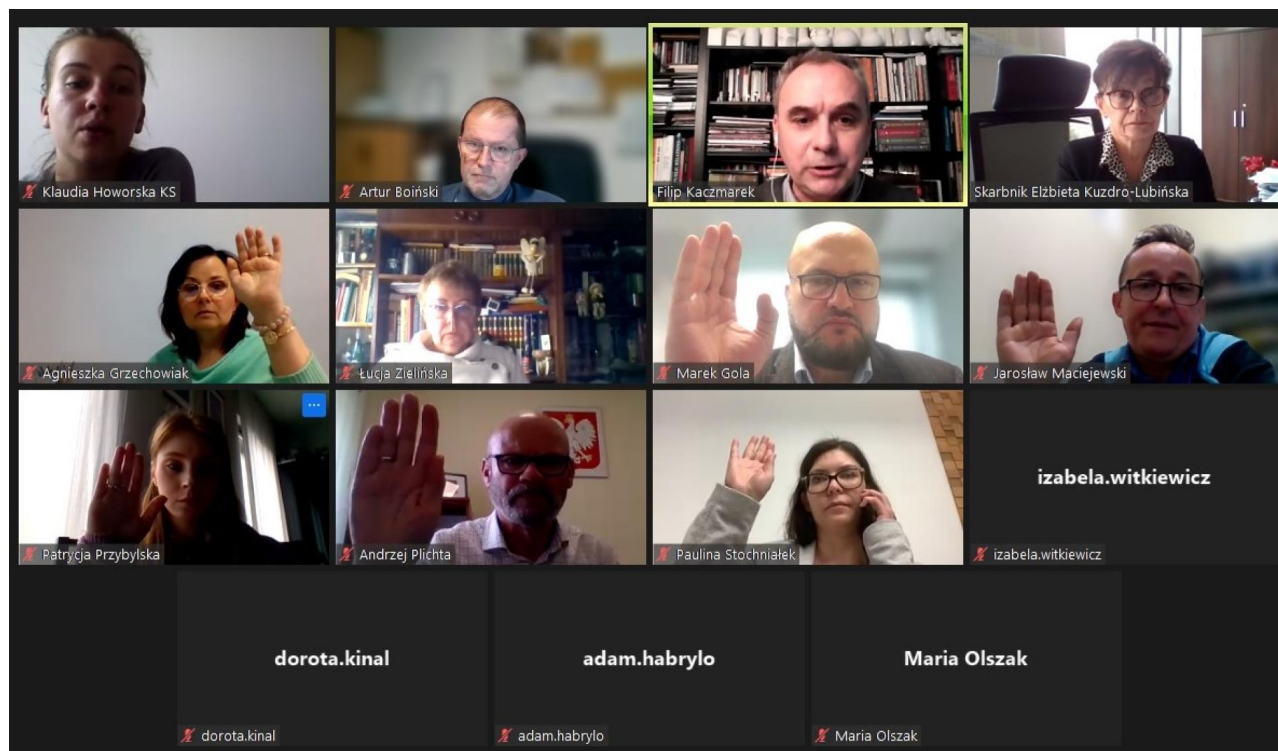 Klaudia Howorska KS
Artur Boiński
Filip Kaczmarek
Skarbnik Elżbieta Kuzdro-Lubińska
Agnieszka Grzechowiak
Łucja Zielińska
Marek Gola
Jarosław Maciejewski
Patrycja Przybylska
Andrzej Plichta
Paulina Stochniałek
izabela.witkiewicz
izabela.witkiewicz
dorota.kinal
adam.habrylo
Maria Olszak
dorota.kinal
adam.habrylo
Maria Olszak